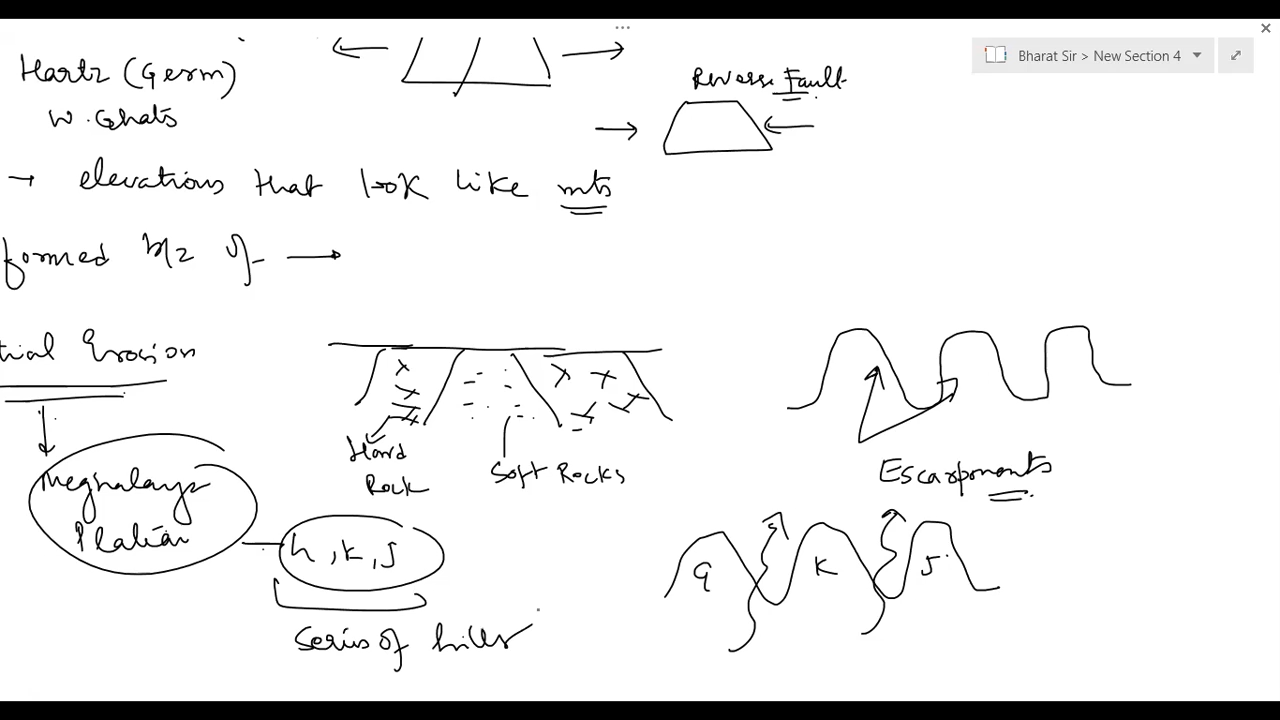 Bharat Sir > New Section 4
Hartz (Germ)
W. Ghats
Reverse Fault
→ elevations that look like mts
formed b/z of →
tial Erosion
Hard
Rock
Soft Rocks
Escarpments
Meghalaya
Plateau
h, k, J
G
K
J
Series of hills